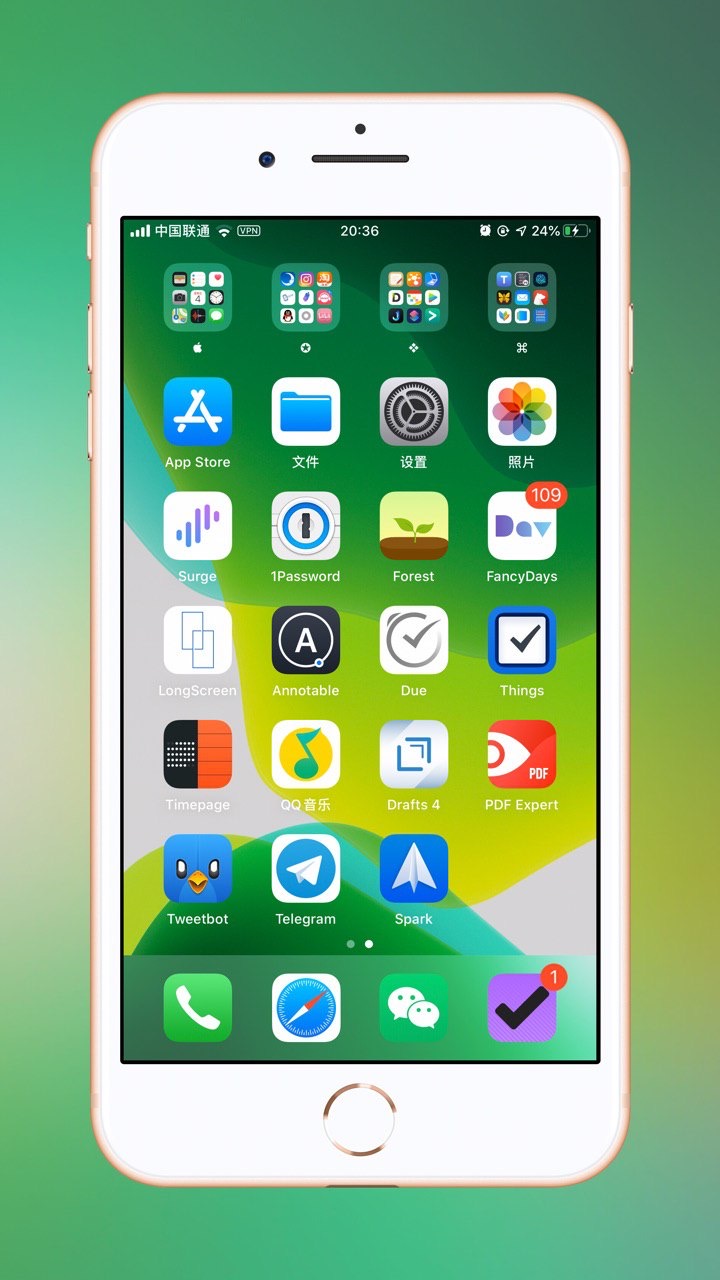 中国联通 VPN 20:36 24%
App Store 文件 设置 照片
109
Day
Surge 1Password Forest FancyDays
A
LongScreen Annotable Due Things
PDF
Timepage QQ音乐 Drafts 4 PDF Expert
Tweetbot Telegram Spark
1